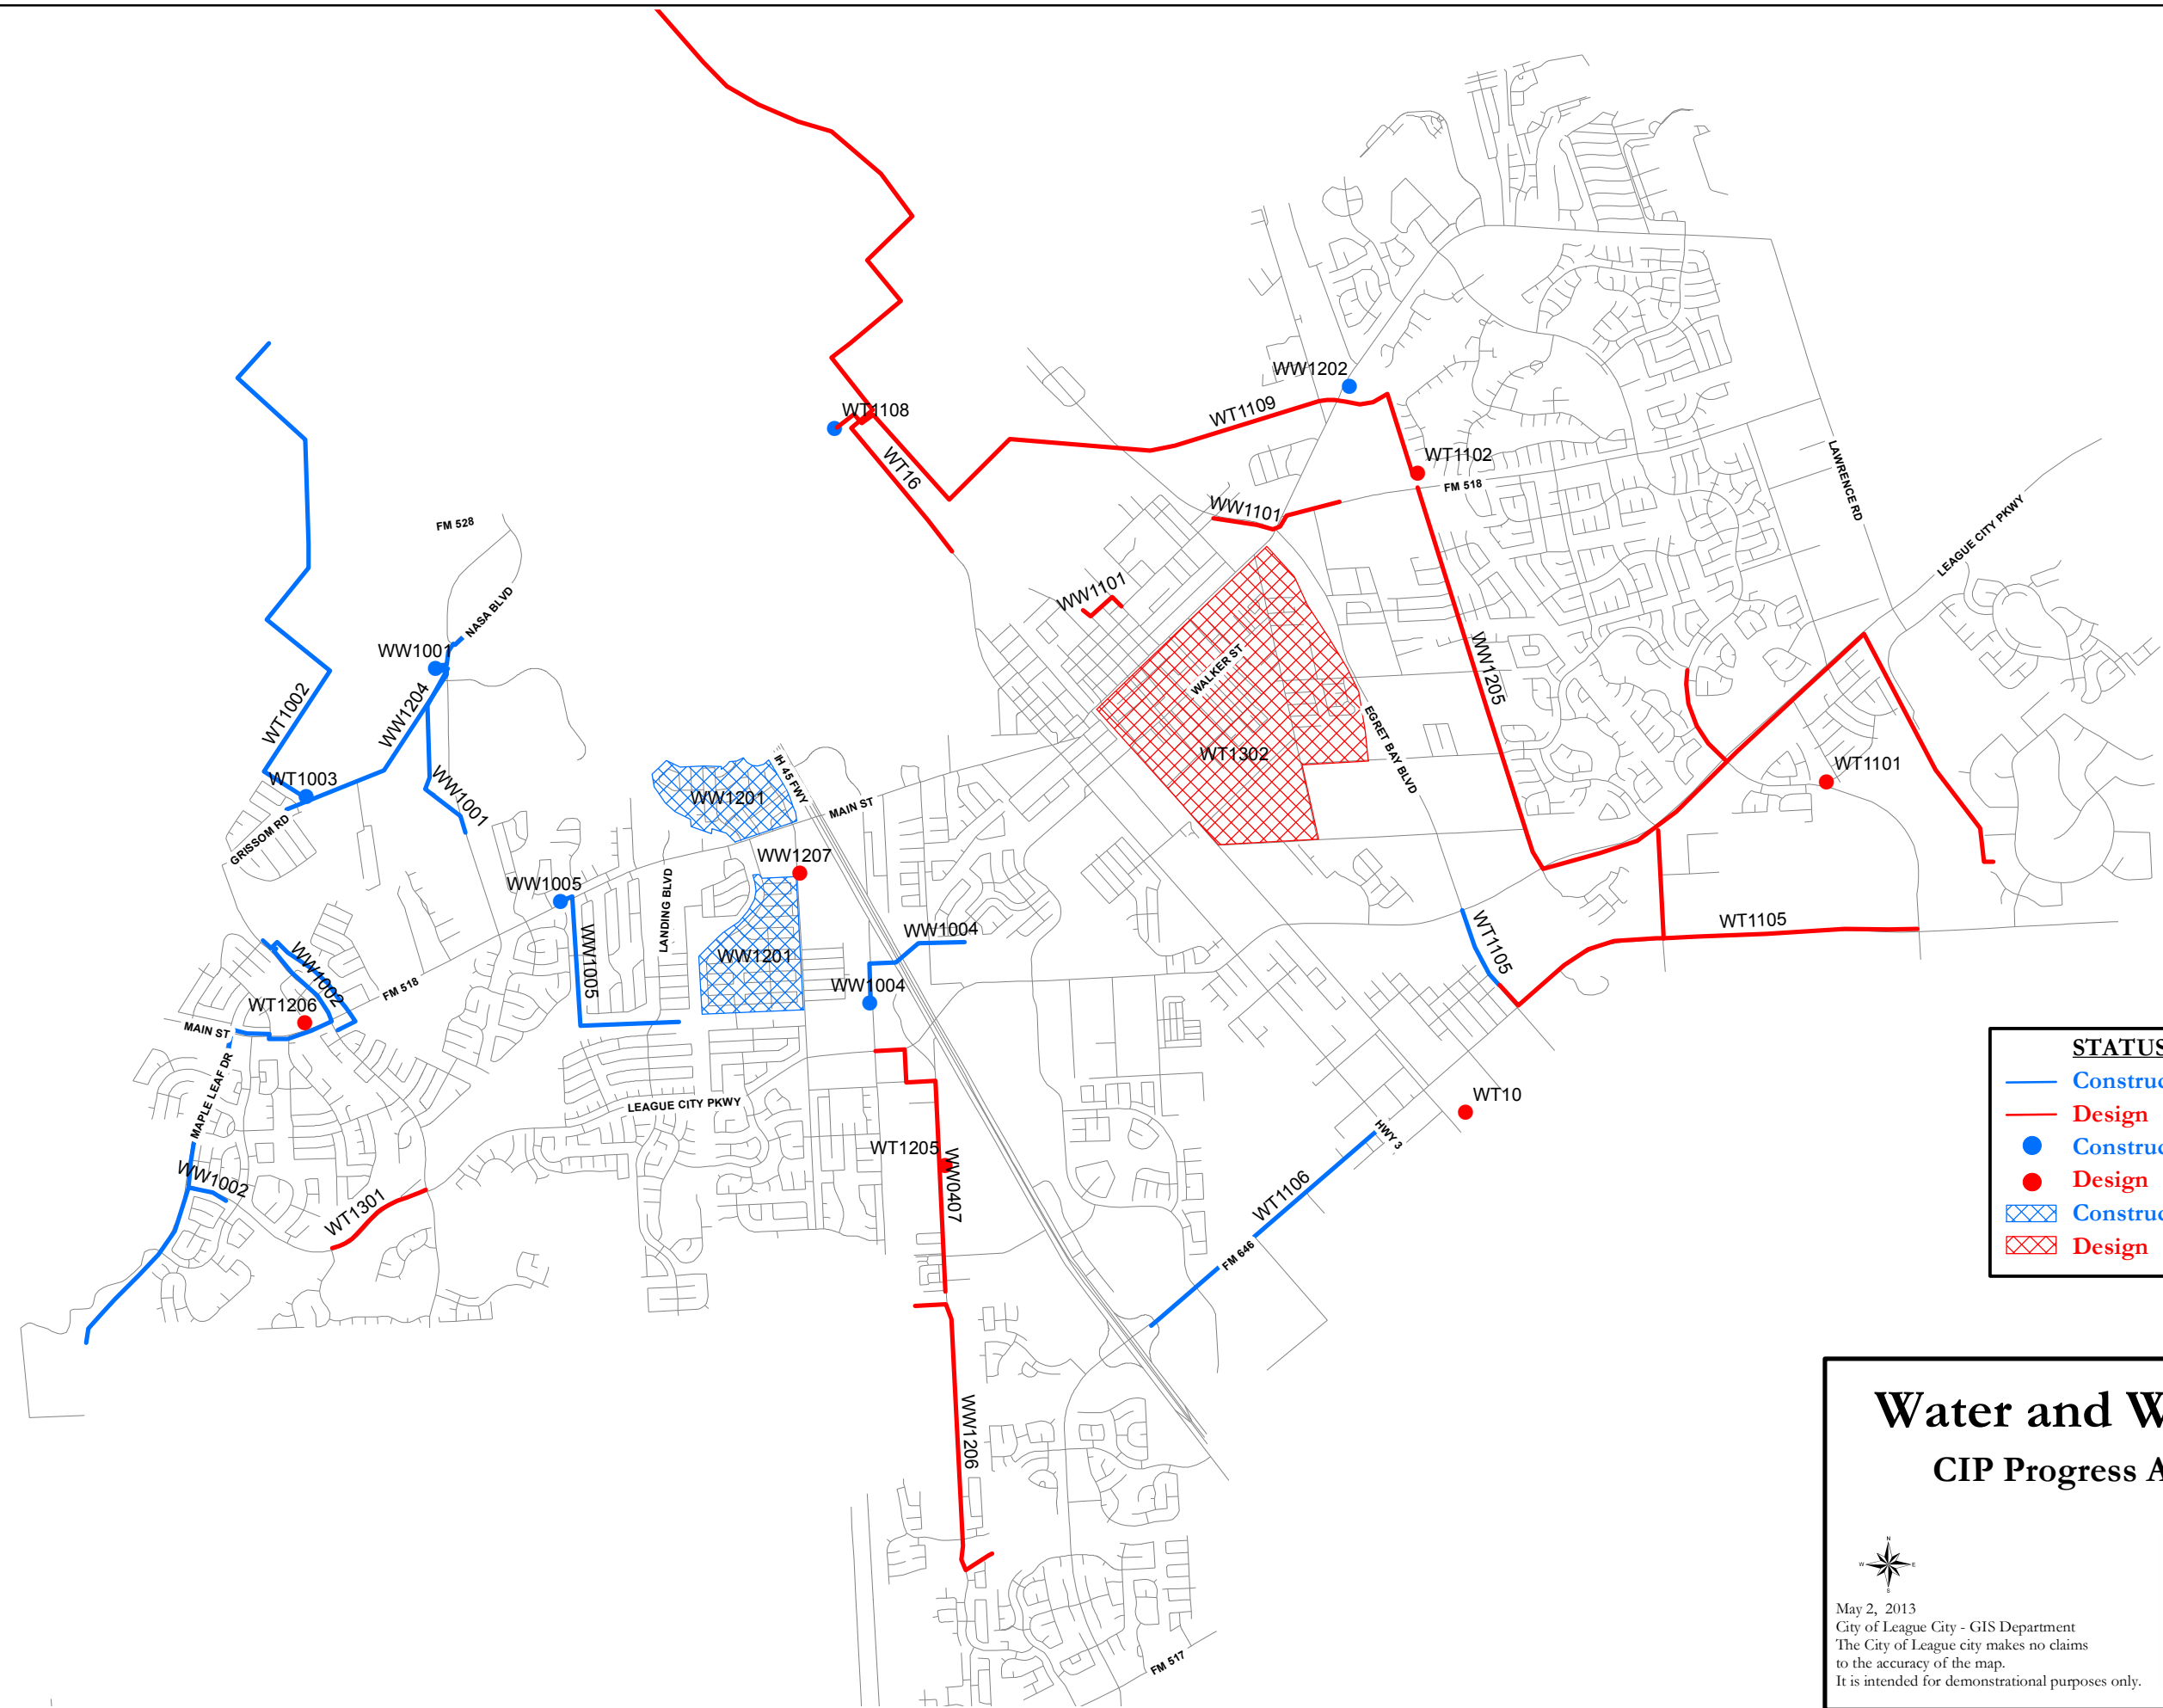 WW1202
WT1108
WT1109
WT16
WT1102
FM 518
WW1101
LAWRENCE RD
LEAGUE CITY PKWY
FM 528
NASA BLVD
WW1101
WW1001
WALKER ST
WW1205
WT1002
WW1204
EGRET BAY BLVD
WT1302
WT1101
WT1003
WW1001
IH 45 FWY
WW1201
MAIN ST
GRISSOM RD
WW1207
WW1005
LANDING BLVD
WW1005
WW1201
WW1004
WW1004
WT1105
WT1105
WW1002
FM 518
WT1206
MAIN ST
MAPLE LEAF DR
LEAGUE CITY PKWY
WT10
HWY 3
WT1205
WW0407
WW1002
WT1301
WT1106
FM 646
WW1206
FM 517
STATUS
Construc
Design
Construc
Design
Construc
Design
Water and W
CIP Progress A
N
W E
S
May 2, 2013
City of League City - GIS Department
The City of League city makes no claims
to the accuracy of the map.
It is intended for demonstrational purposes only.